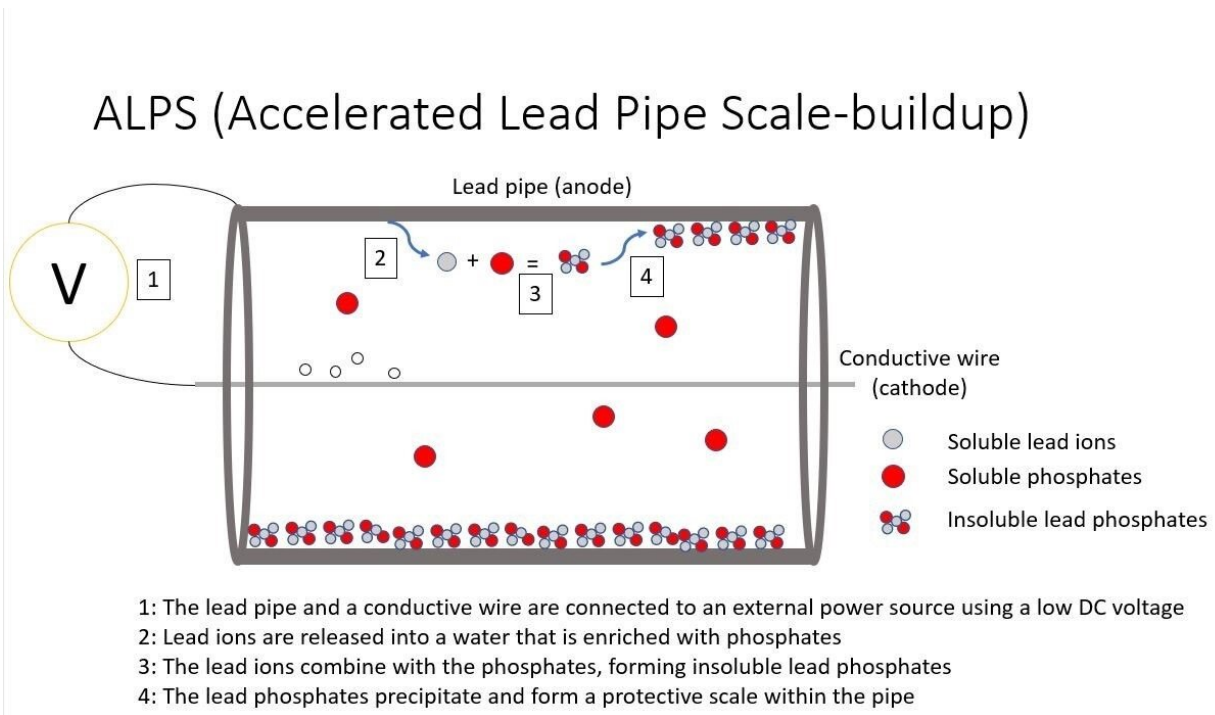 ALPS (Accelerated Lead Pipe Scale-buildup)
Lead pipe (anode)
V
1
2
+
=
3
4
Conductive wire
(cathode)
Soluble lead ions
Soluble phosphates
Insoluble lead phosphates
1: The lead pipe and a conductive wire are connected to an external power source using a low DC voltage
2: Lead ions are released into a water that is enriched with phosphates
3: The lead ions combine with the phosphates, forming insoluble lead phosphates
4: The lead phosphates precipitate and form a protective scale within the pipe